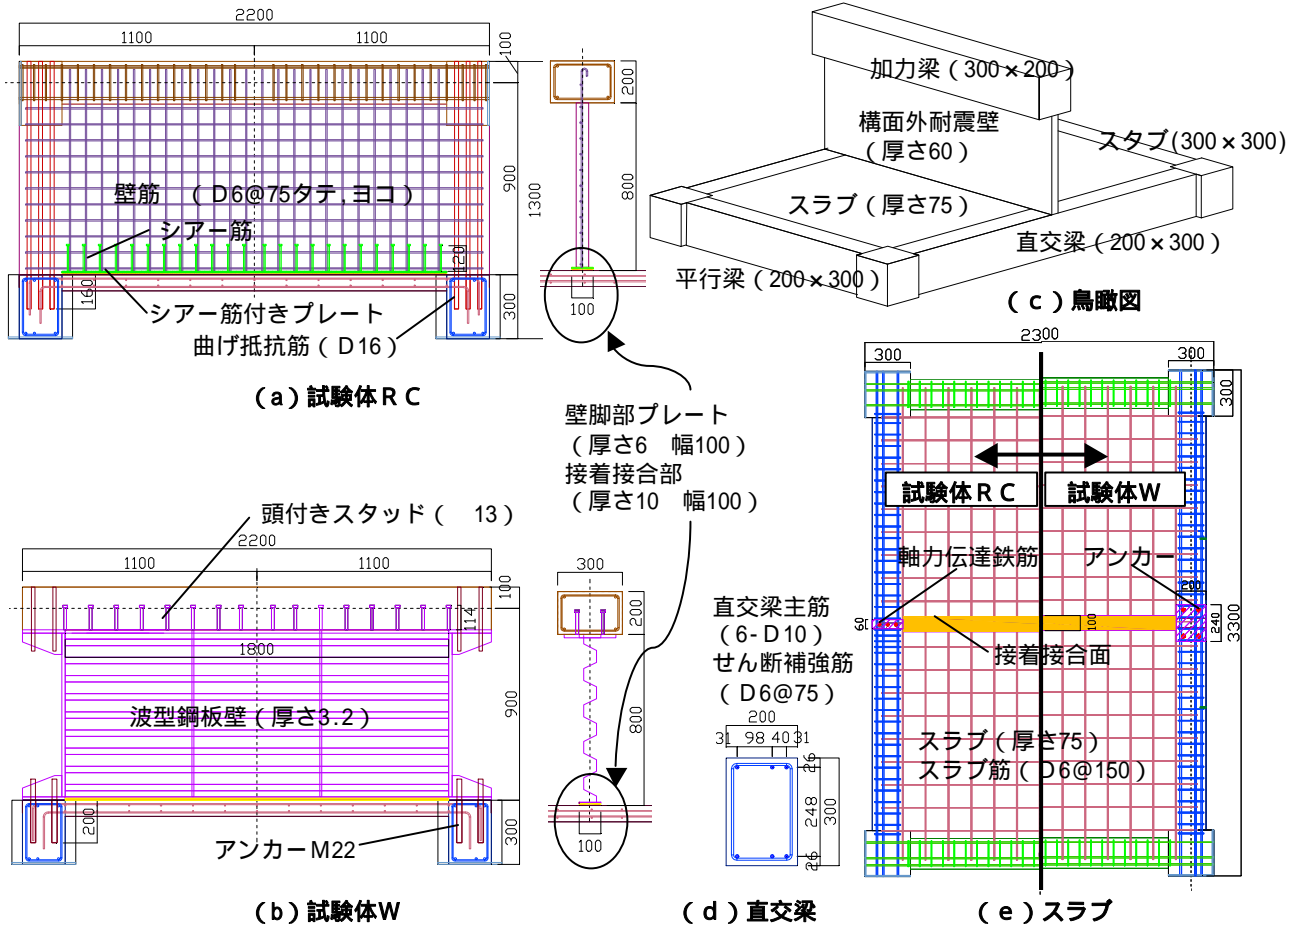 2200
1100
1100
100
900
1300
壁筋 （Ｄ6@75タテ,ヨコ）
シアー筋
120
160
300
シアー筋付きプレート
曲げ抵抗筋（Ｄ16）
（a）試験体ＲＣ
200
800
100
加力梁（300×200）
構面外耐震壁
（厚さ60）
スタブ(300×300)
スラブ（厚さ75）
直交梁（200×300）
平行梁（200×300）
（ｃ）鳥瞰図
壁脚部プレート
（厚さ6 幅100）
接着接合部
（厚さ10 幅100）
頭付きスタッド（ 13）
2200
1100
1100
100
114
1800
900
波型鋼板壁（厚さ3.2）
200
300
アンカーM22
（b）試験体W
300
200
800
100
直交梁主筋
（6-Ｄ10）
せん断補強筋
（Ｄ6@75）
200
31 98 40 31
26
248
300
26
（ｄ）直交梁
2300
300
300
300
試験体ＲＣ
試験体W
軸力伝達鉄筋
アンカー
200
100
240
3300
接着接合面
スラブ（厚さ75）
スラブ筋（Ｄ6@150）
（ｅ）スラブ